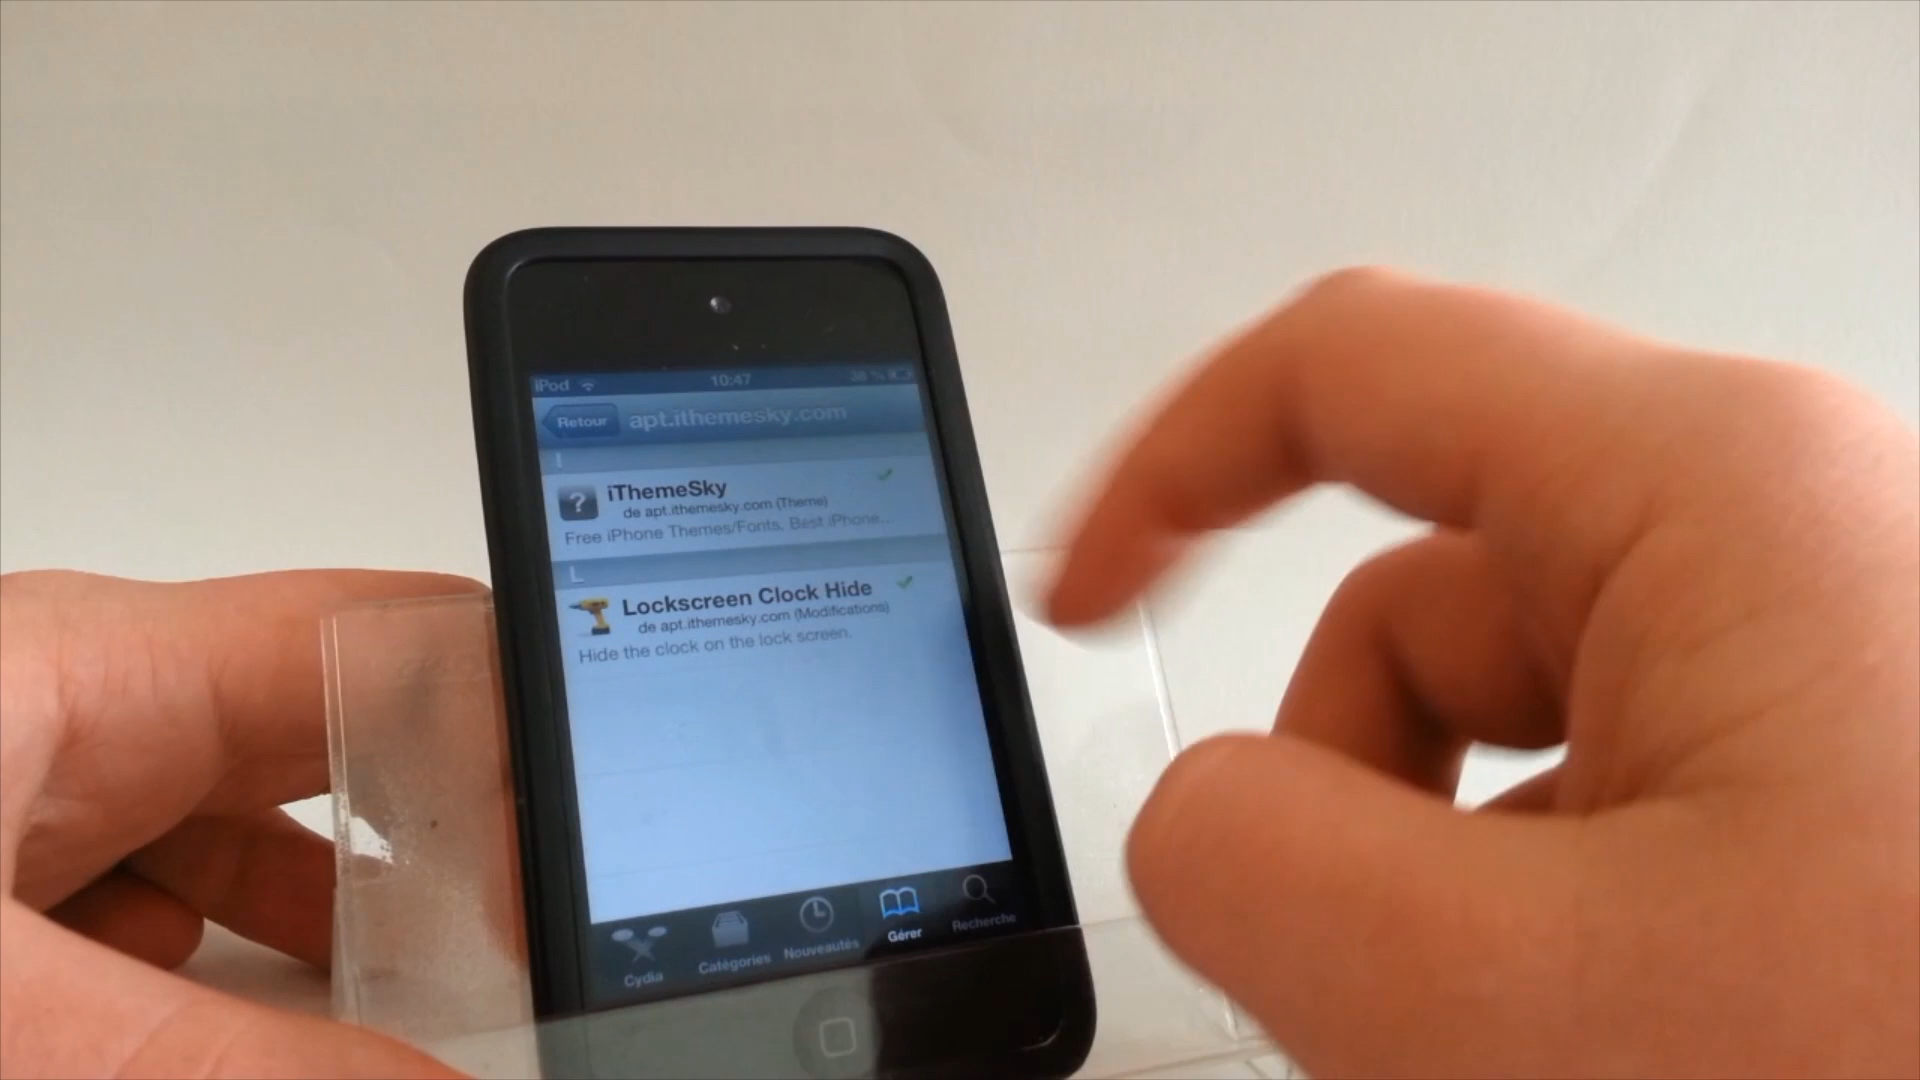 iPod 10:47 38 %
Retour apt.ithemesky.com
I
? iThemeSky
de apt.ithemesky.com (Theme)
Free iPhone Themes/Fonts, Best iPhone...
L
Lockscreen Clock Hide
de apt.ithemesky.com (Modifications)
Hide the clock on the lock screen.
Cydia Catégories Nouveautés Gérer Recherche